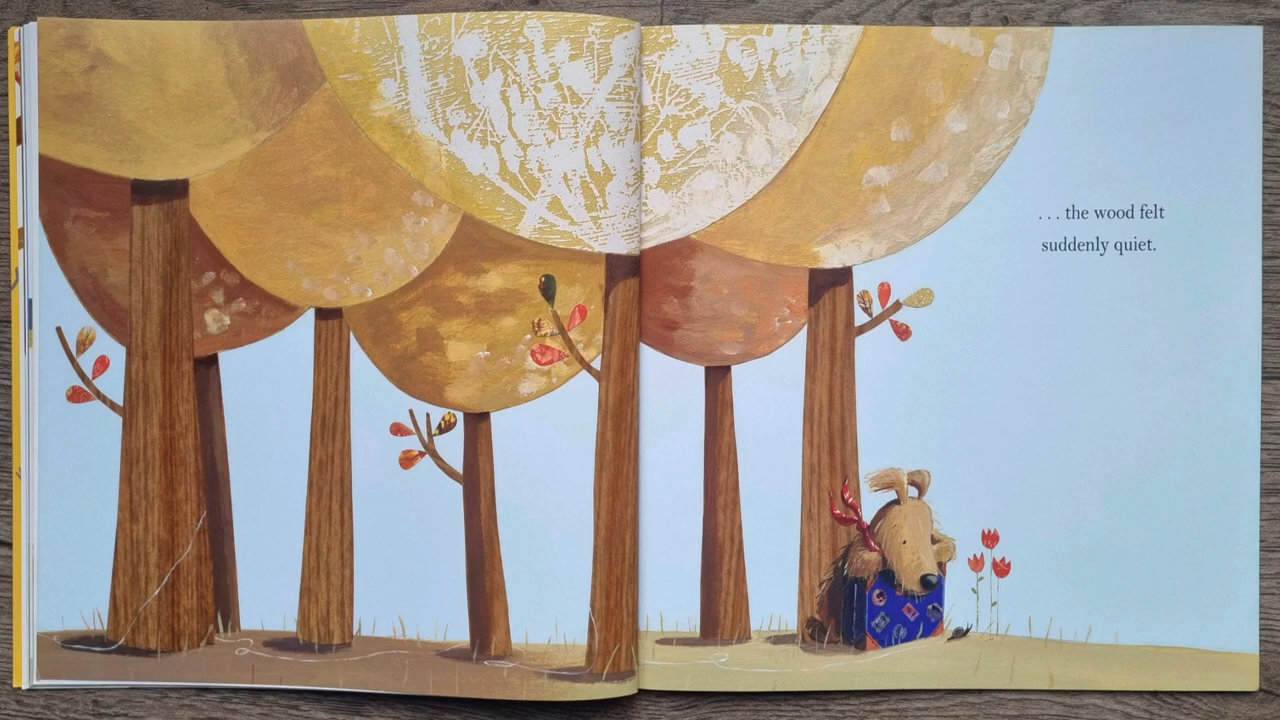 . . . the wood felt
suddenly quiet.